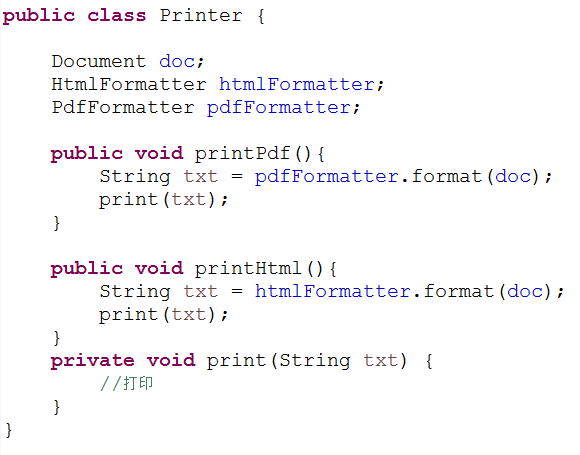 public class Printer {
Document doc;
HtmlFormatter htmlFormatter;
PdfFormatter pdfFormatter;
public void printPdf(){
String txt = pdfFormatter.format(doc);
print(txt);
}
public void printHtml(){
String txt = htmlFormatter.format(doc);
print(txt);
}
private void print(String txt) {
//打印
}
}